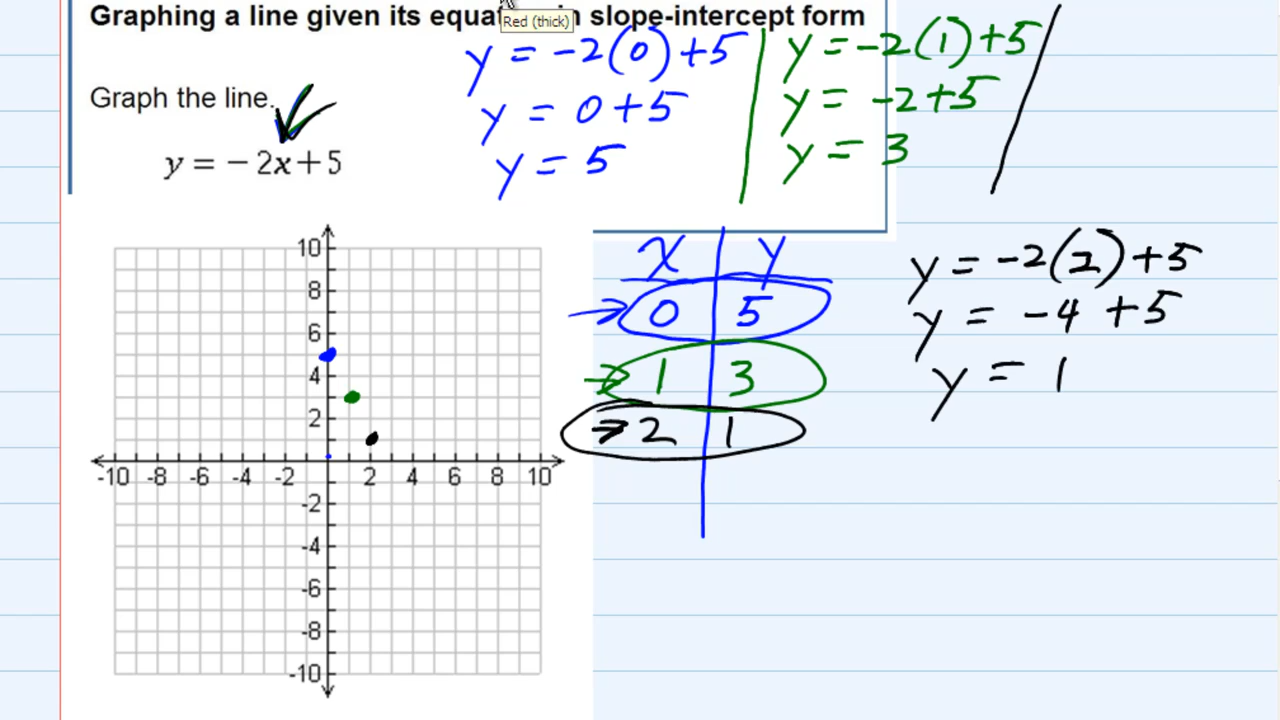 Graphing a line given its equat n in slope-intercept form
Red (thick)
Graph the line.
y = - 2x + 5
y = -2(0) + 5
y = 0 + 5
y = 5
y = -2(1) + 5
y = -2 + 5
y = 3
y = -2(2) + 5
y = -4 + 5
y = 1
x y
0 5
1 3
2 1
10
8
6
4
2
-10 -8 -6 -4 -2 2 4 6 8 10
-2
-4
-6
-8
-10